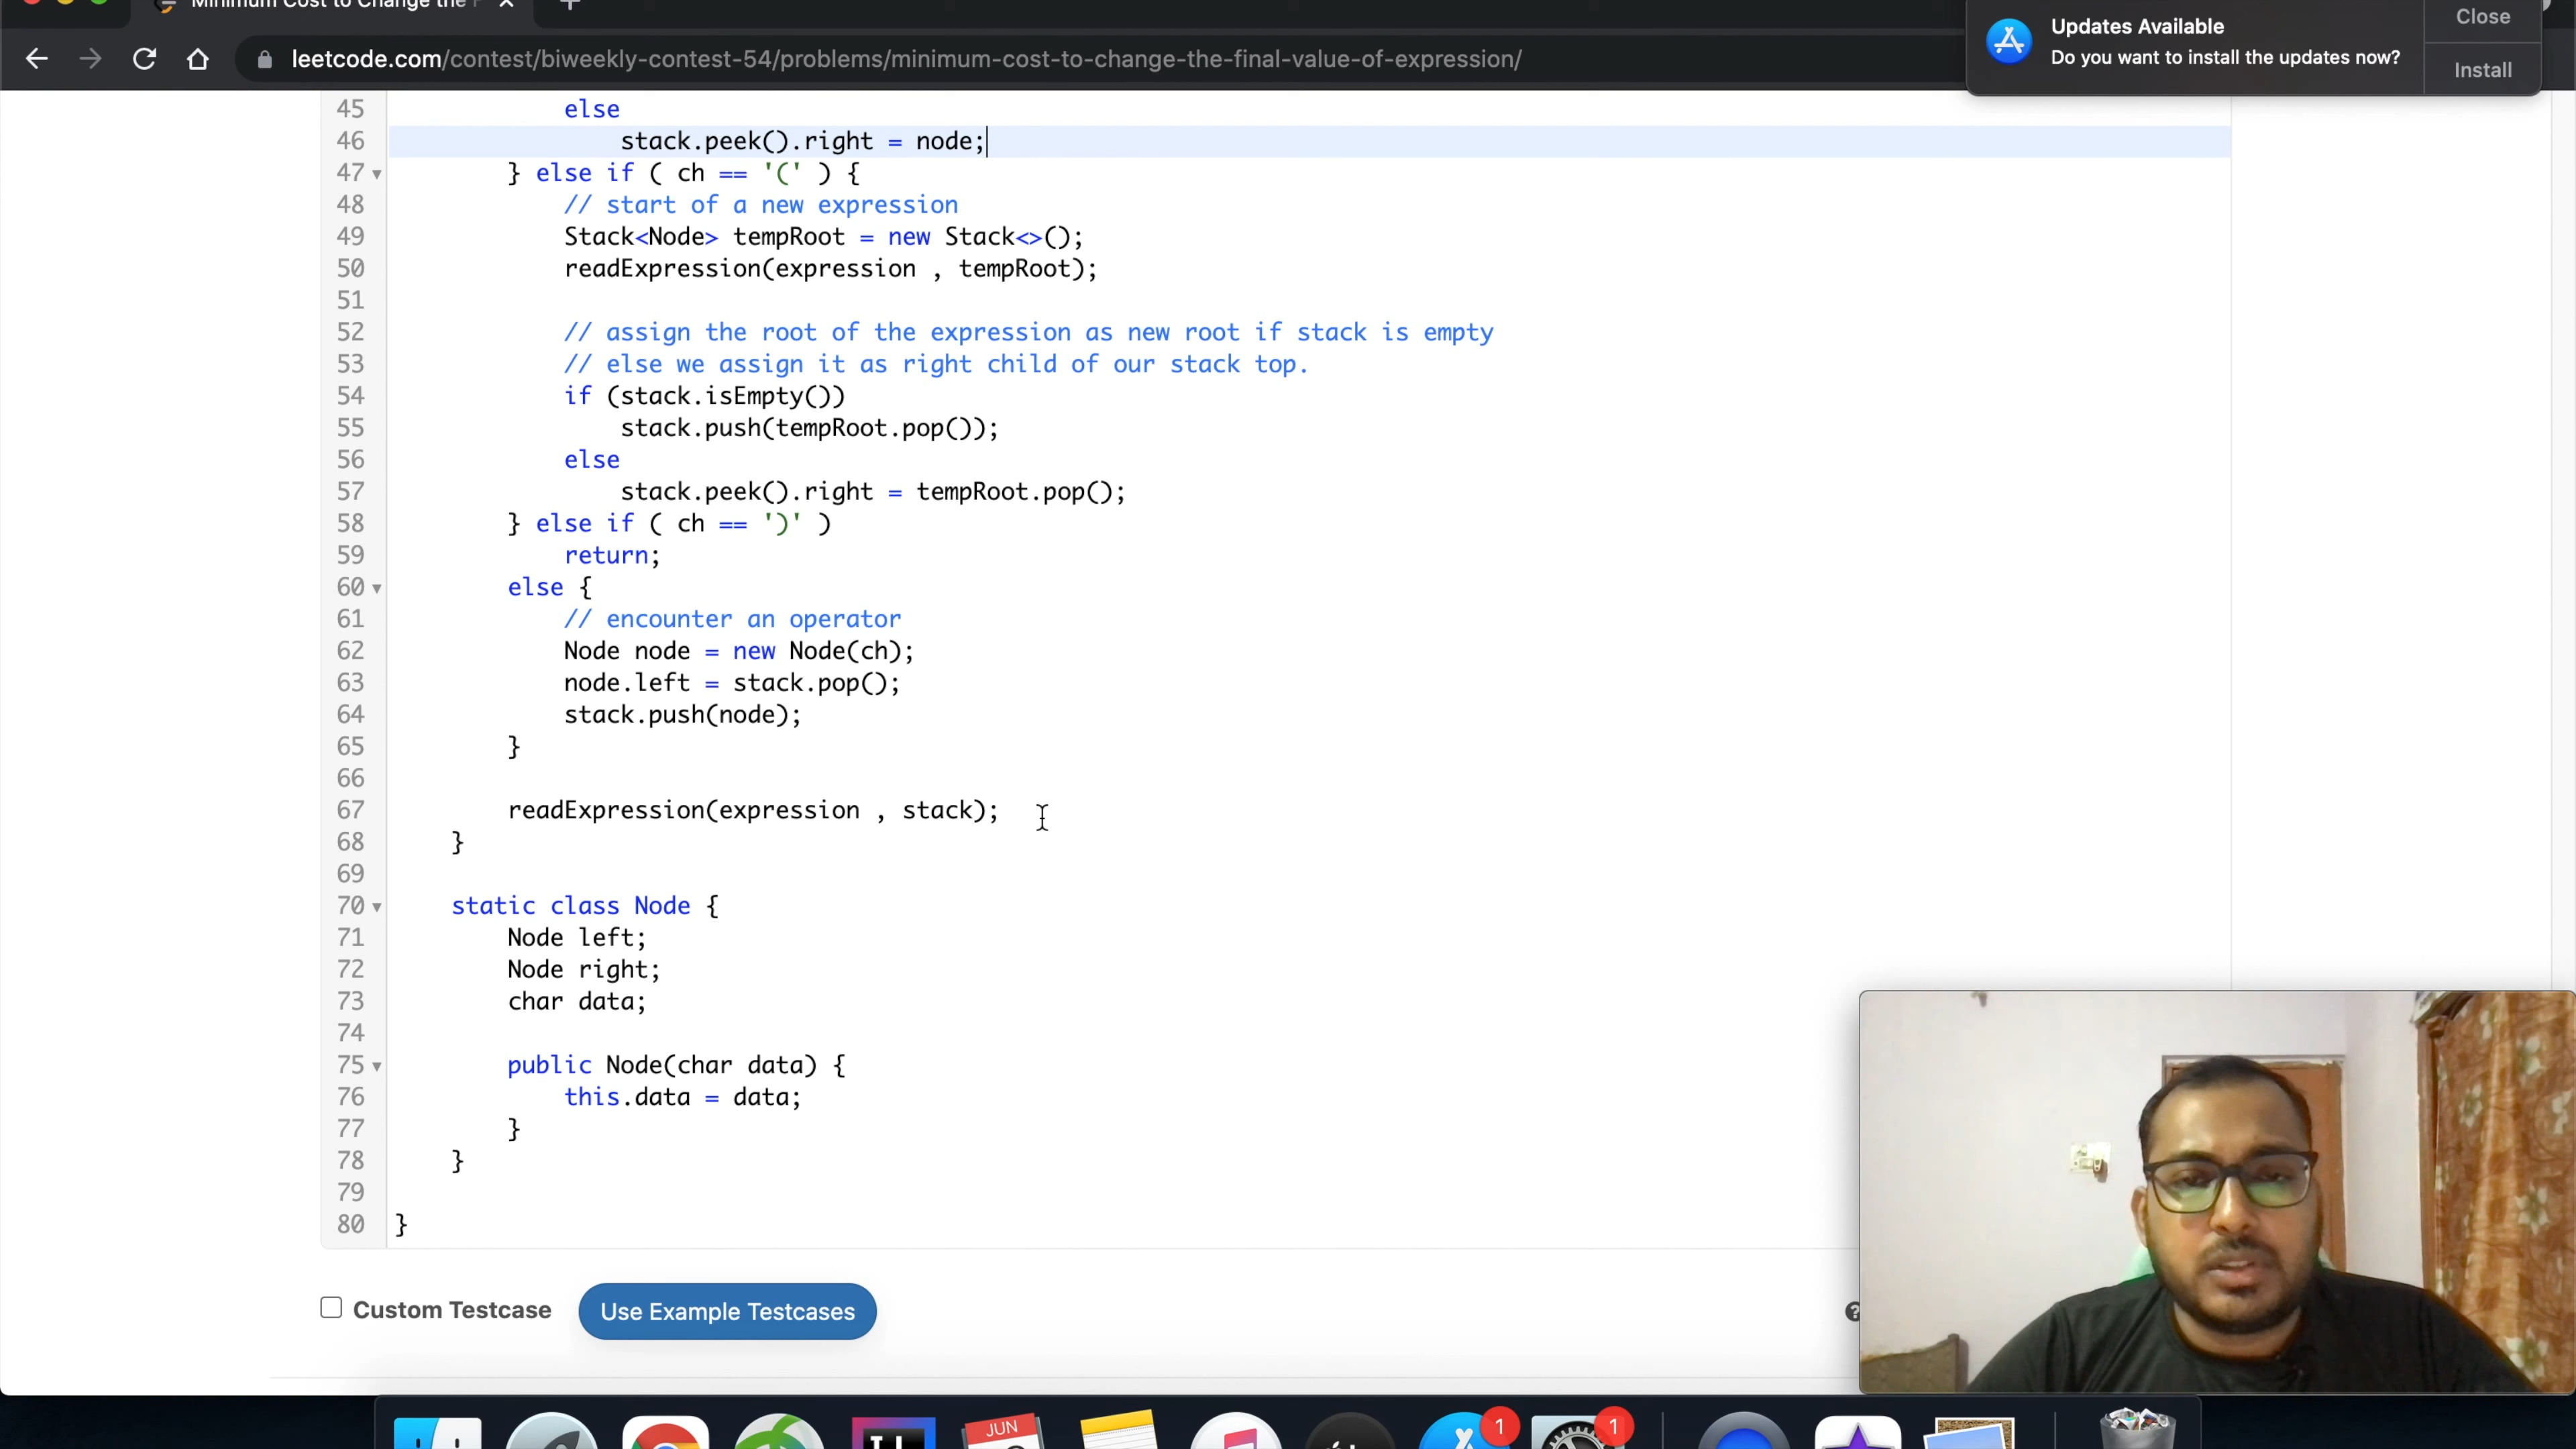 Minimum Cost to Change the F
leetcode.com/contest/biweekly-contest-54/problems/minimum-cost-to-change-the-final-value-of-expression/
Updates Available
Do you want to install the updates now?
Close
Install
45 else
46 stack.peek().right = node;
47 } else if ( ch == '(' ) {
48 // start of a new expression
49 Stack<Node> tempRoot = new Stack<>();
50 readExpression(expression , tempRoot);
51
52 // assign the root of the expression as new root if stack is empty
53 // else we assign it as right child of our stack top.
54 if (stack.isEmpty())
55 stack.push(tempRoot.pop());
56 else
57 stack.peek().right = tempRoot.pop();
58 } else if ( ch == ')' )
59 return;
60 else {
61 // encounter an operator
62 Node node = new Node(ch);
63 node.left = stack.pop();
64 stack.push(node);
65 }
66
67 readExpression(expression , stack);
68 }
69
70 static class Node {
71 Node left;
72 Node right;
73 char data;
74
75 public Node(char data) {
76 this.data = data;
77 }
78 }
79
80 }
Custom Testcase
Use Example Testcases
?
JUN
1
1